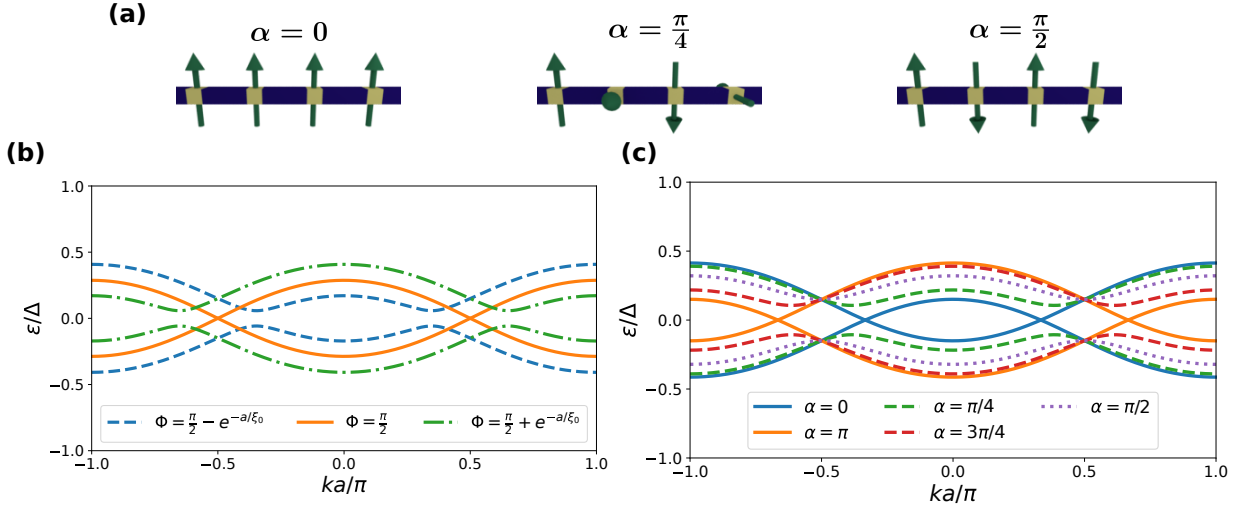 (a)
α = 0
α = π/4
α = π/2
(b)
(c)
ε/Δ
1.0
0.5
0.0
−0.5
−1.0
Φ = π/2 − e^{−a/ξ₀}
Φ = π/2
Φ = π/2 + e^{−a/ξ₀}
−1.0 −0.5 0.0 0.5 1.0
ka/π
ε/Δ
1.0
0.5
0.0
−0.5
−1.0
α = 0
α = π
α = π/4
α = 3π/4
α = π/2
−1.0 −0.5 0.0 0.5 1.0
ka/π